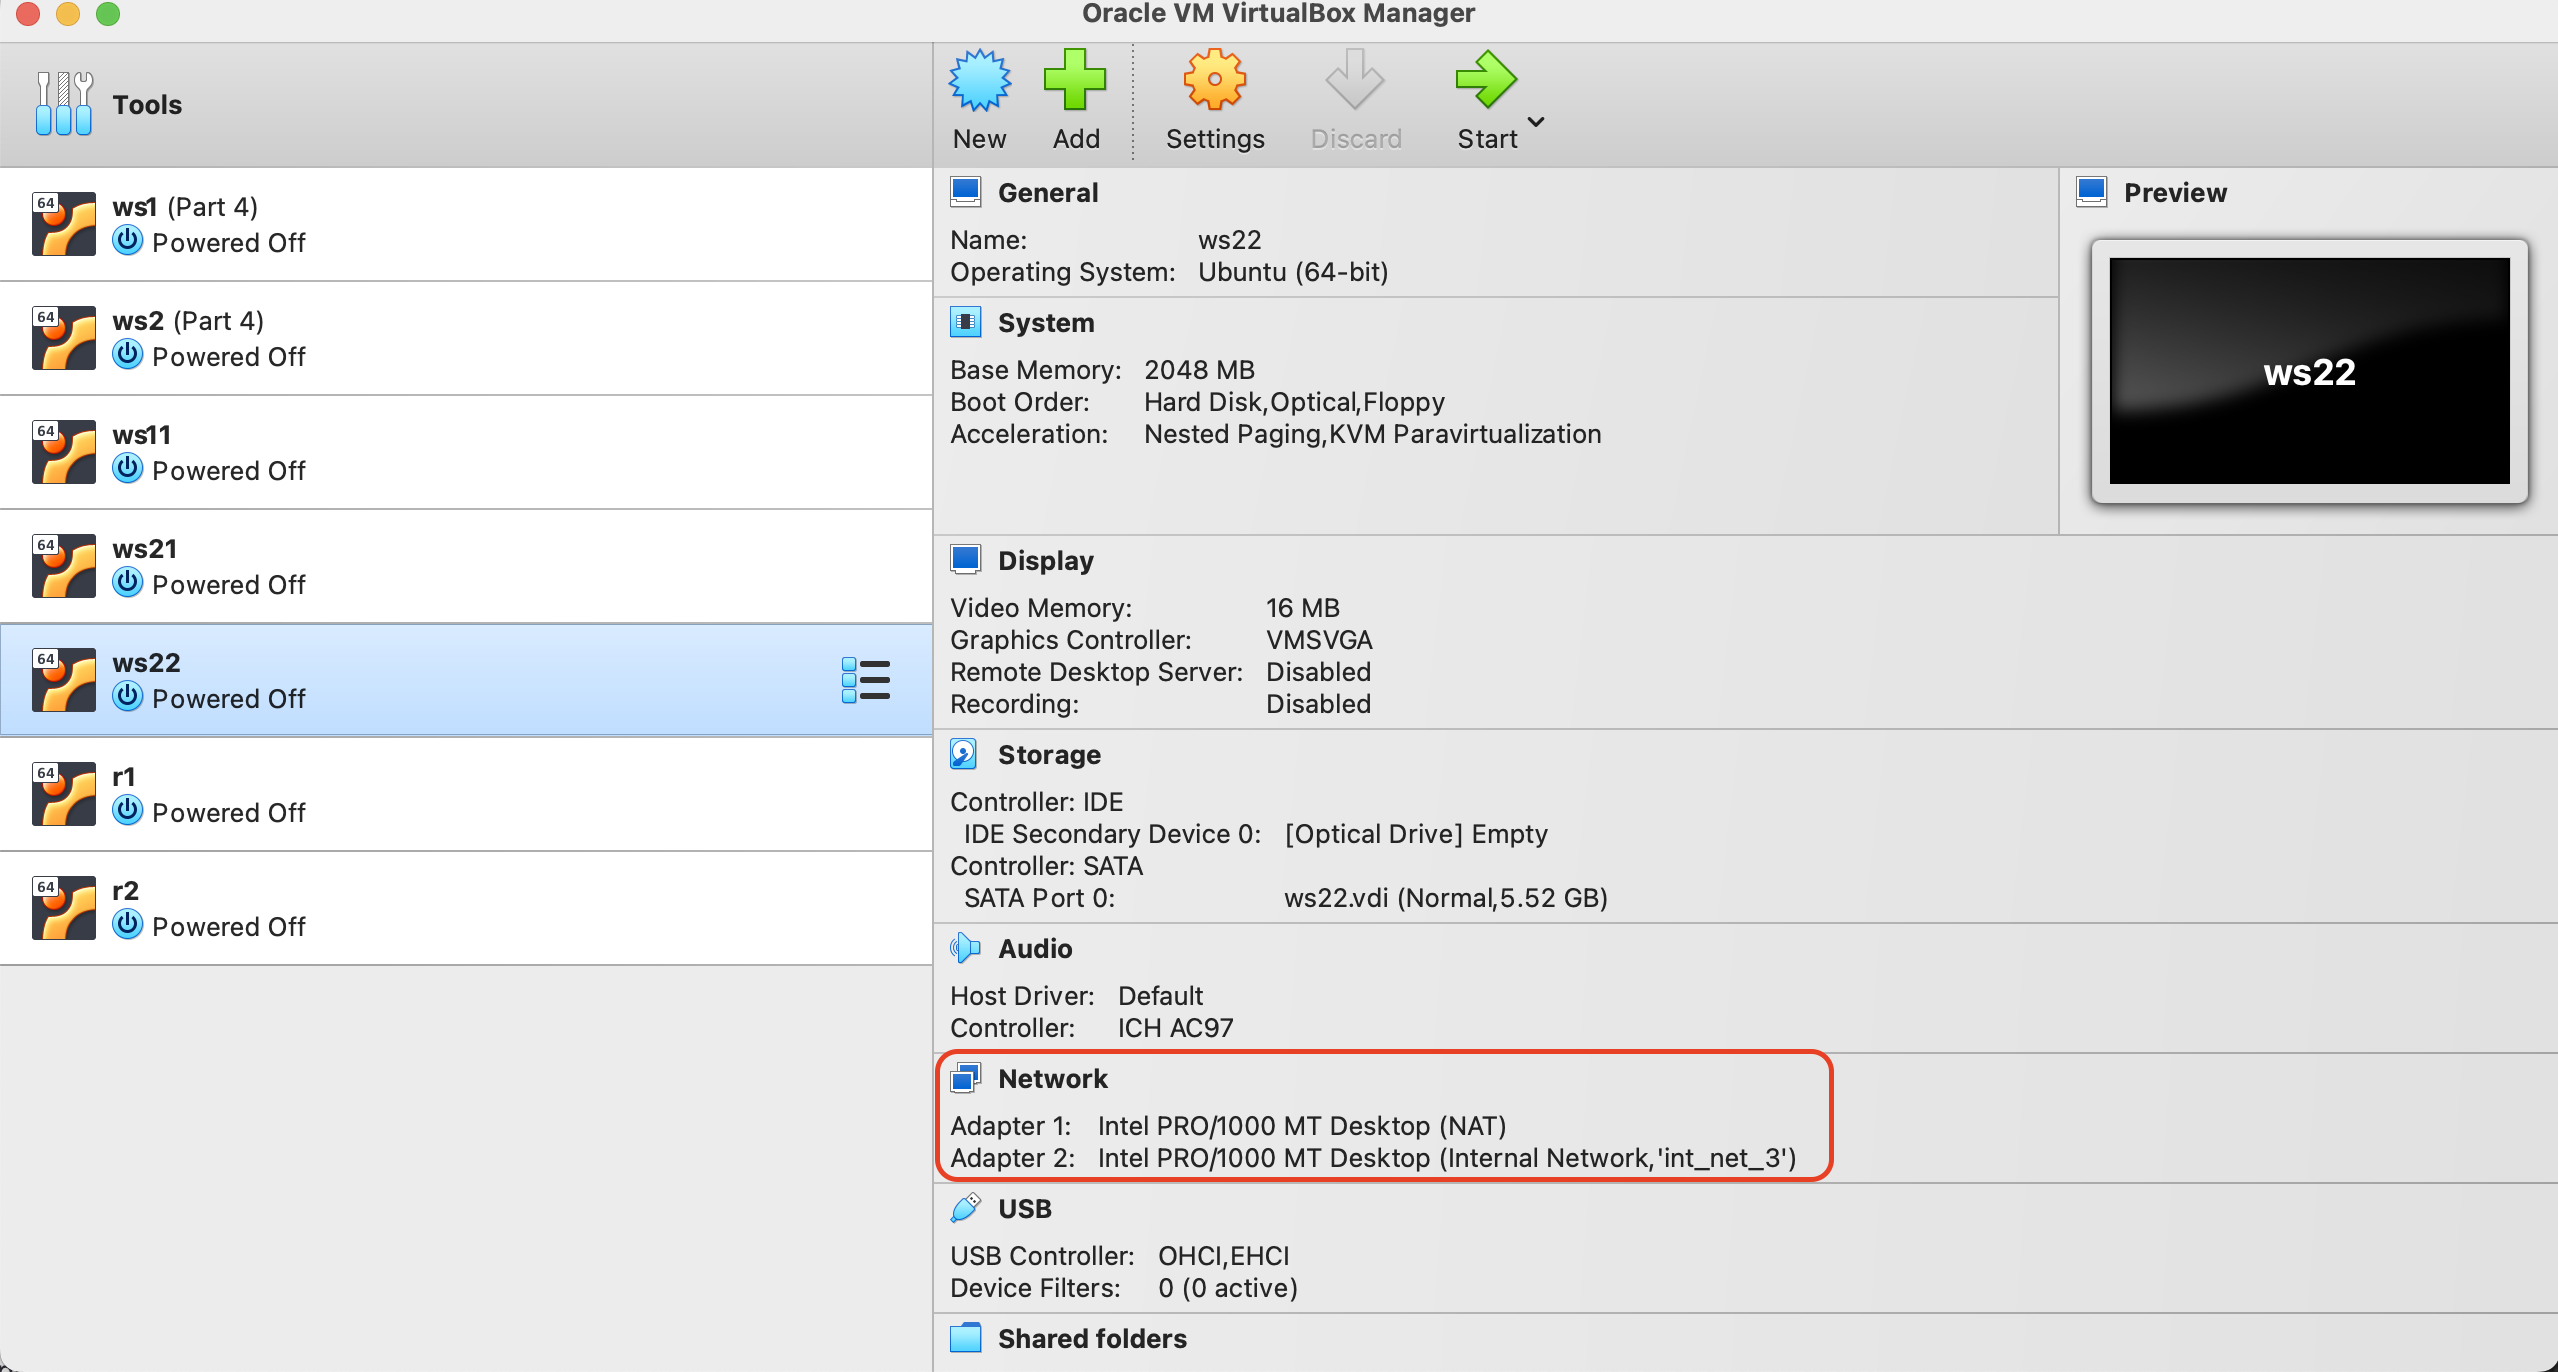 Oracle VM VirtualBox Manager
Tools
New
Add
Settings
Discard
Start
64
ws1 (Part 4)
Powered Off
64
ws2 (Part 4)
Powered Off
64
ws11
Powered Off
64
ws21
Powered Off
64
ws22
Powered Off
64
r1
Powered Off
64
r2
Powered Off
General
Name: ws22
Operating System: Ubuntu (64-bit)
System
Base Memory: 2048 MB
Boot Order: Hard Disk,Optical,Floppy
Acceleration: Nested Paging,KVM Paravirtualization
Preview
ws22
Display
Video Memory: 16 MB
Graphics Controller: VMSVGA
Remote Desktop Server: Disabled
Recording: Disabled
Storage
Controller: IDE
IDE Secondary Device 0: [Optical Drive] Empty
Controller: SATA
SATA Port 0: ws22.vdi (Normal,5.52 GB)
Audio
Host Driver: Default
Controller: ICH AC97
Network
Adapter 1: Intel PRO/1000 MT Desktop (NAT)
Adapter 2: Intel PRO/1000 MT Desktop (Internal Network,'int_net_3')
USB
USB Controller: OHCI,EHCI
Device Filters: 0 (0 active)
Shared folders